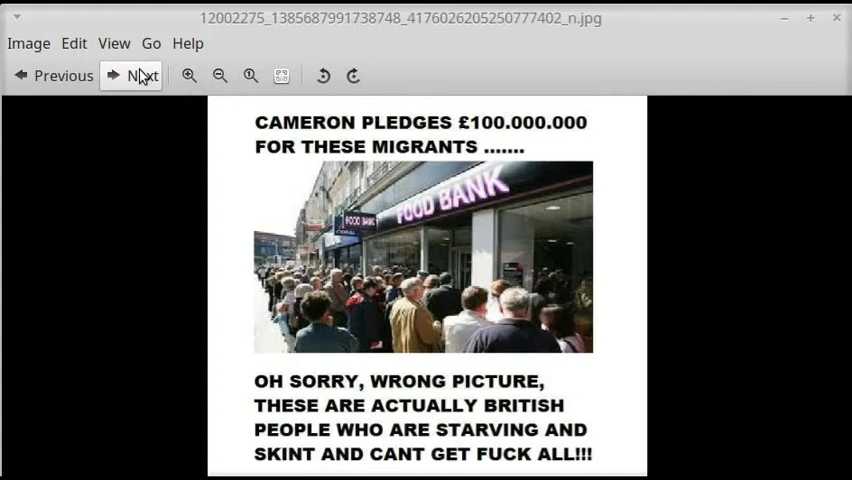 12002275_1385687991738748_4176026205250777402_n.jpg
Image Edit View Go Help
Previous Next
CAMERON PLEDGES £100.000.000
FOR THESE MIGRANTS .......
FOOD BANK
FOOD BANK
OH SORRY, WRONG PICTURE,
THESE ARE ACTUALLY BRITISH
PEOPLE WHO ARE STARVING AND
SKINT AND CANT GET FUCK ALL!!!